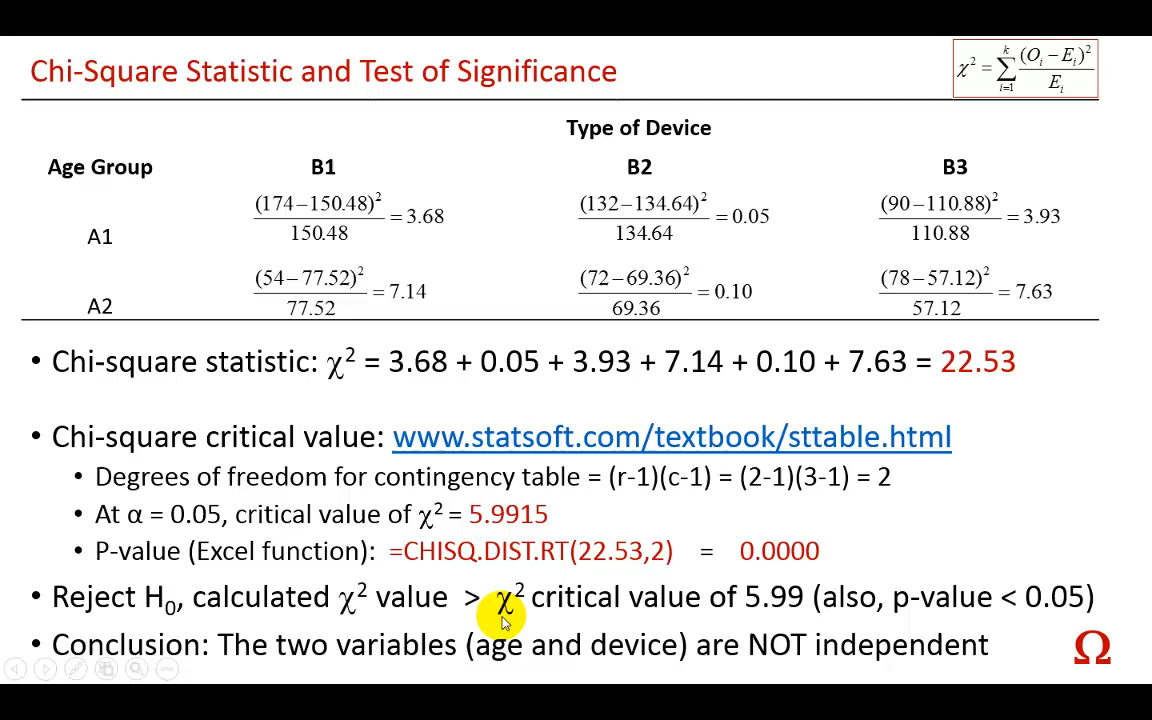 Chi-Square Statistic and Test of Significance
χ² = Σ (i=1 to k) (Oᵢ − Eᵢ)² / Eᵢ
Type of Device
Age Group B1 B2 B3
A1 (174−150.48)² / 150.48 = 3.68 (132−134.64)² / 134.64 = 0.05 (90−110.88)² / 110.88 = 3.93
A2 (54−77.52)² / 77.52 = 7.14 (72−69.36)² / 69.36 = 0.10 (78−57.12)² / 57.12 = 7.63
• Chi-square statistic: χ² = 3.68 + 0.05 + 3.93 + 7.14 + 0.10 + 7.63 = 22.53
• Chi-square critical value: www.statsoft.com/textbook/sttable.html
• Degrees of freedom for contingency table = (r-1)(c-1) = (2-1)(3-1) = 2
• At α = 0.05, critical value of χ² = 5.9915
• P-value (Excel function): =CHISQ.DIST.RT(22.53,2) = 0.0000
• Reject H₀, calculated χ² value > χ² critical value of 5.99 (also, p-value < 0.05)
• Conclusion: The two variables (age and device) are NOT independent
Ω